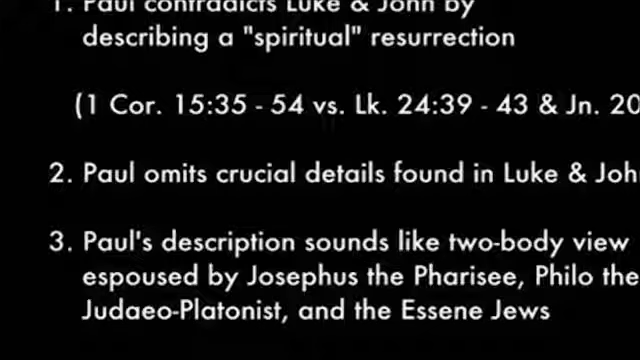 1. Paul contradicts Luke & John by
describing a "spiritual" resurrection
(1 Cor. 15:35 - 54 vs. Lk. 24:39 - 43 & Jn. 20
2. Paul omits crucial details found in Luke & Joh
3. Paul's description sounds like two-body view
espoused by Josephus the Pharisee, Philo the
Judaeo-Platonist, and the Essene Jews